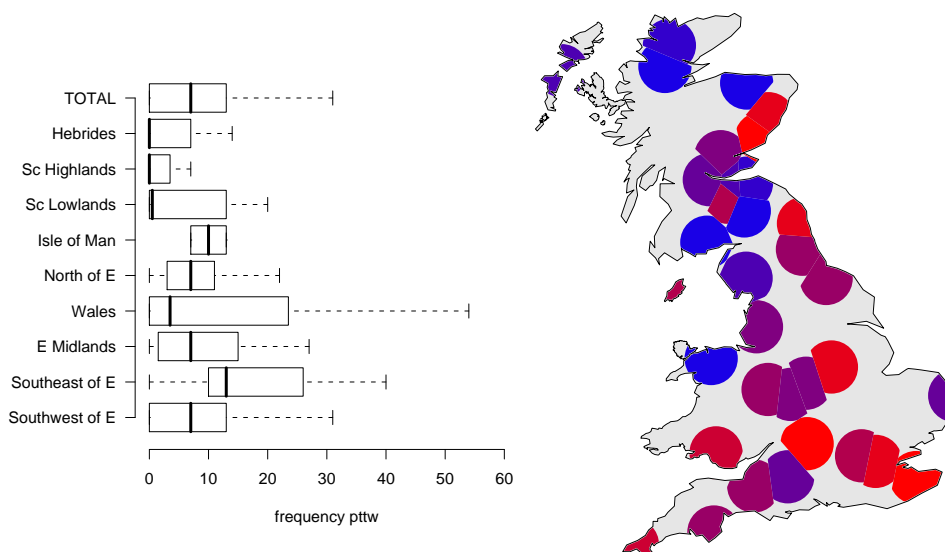 TOTAL
Hebrides
Sc Highlands
Sc Lowlands
Isle of Man
North of E
Wales
E Midlands
Southeast of E
Southwest of E
0 10 20 30 40 50 60
frequency pttw